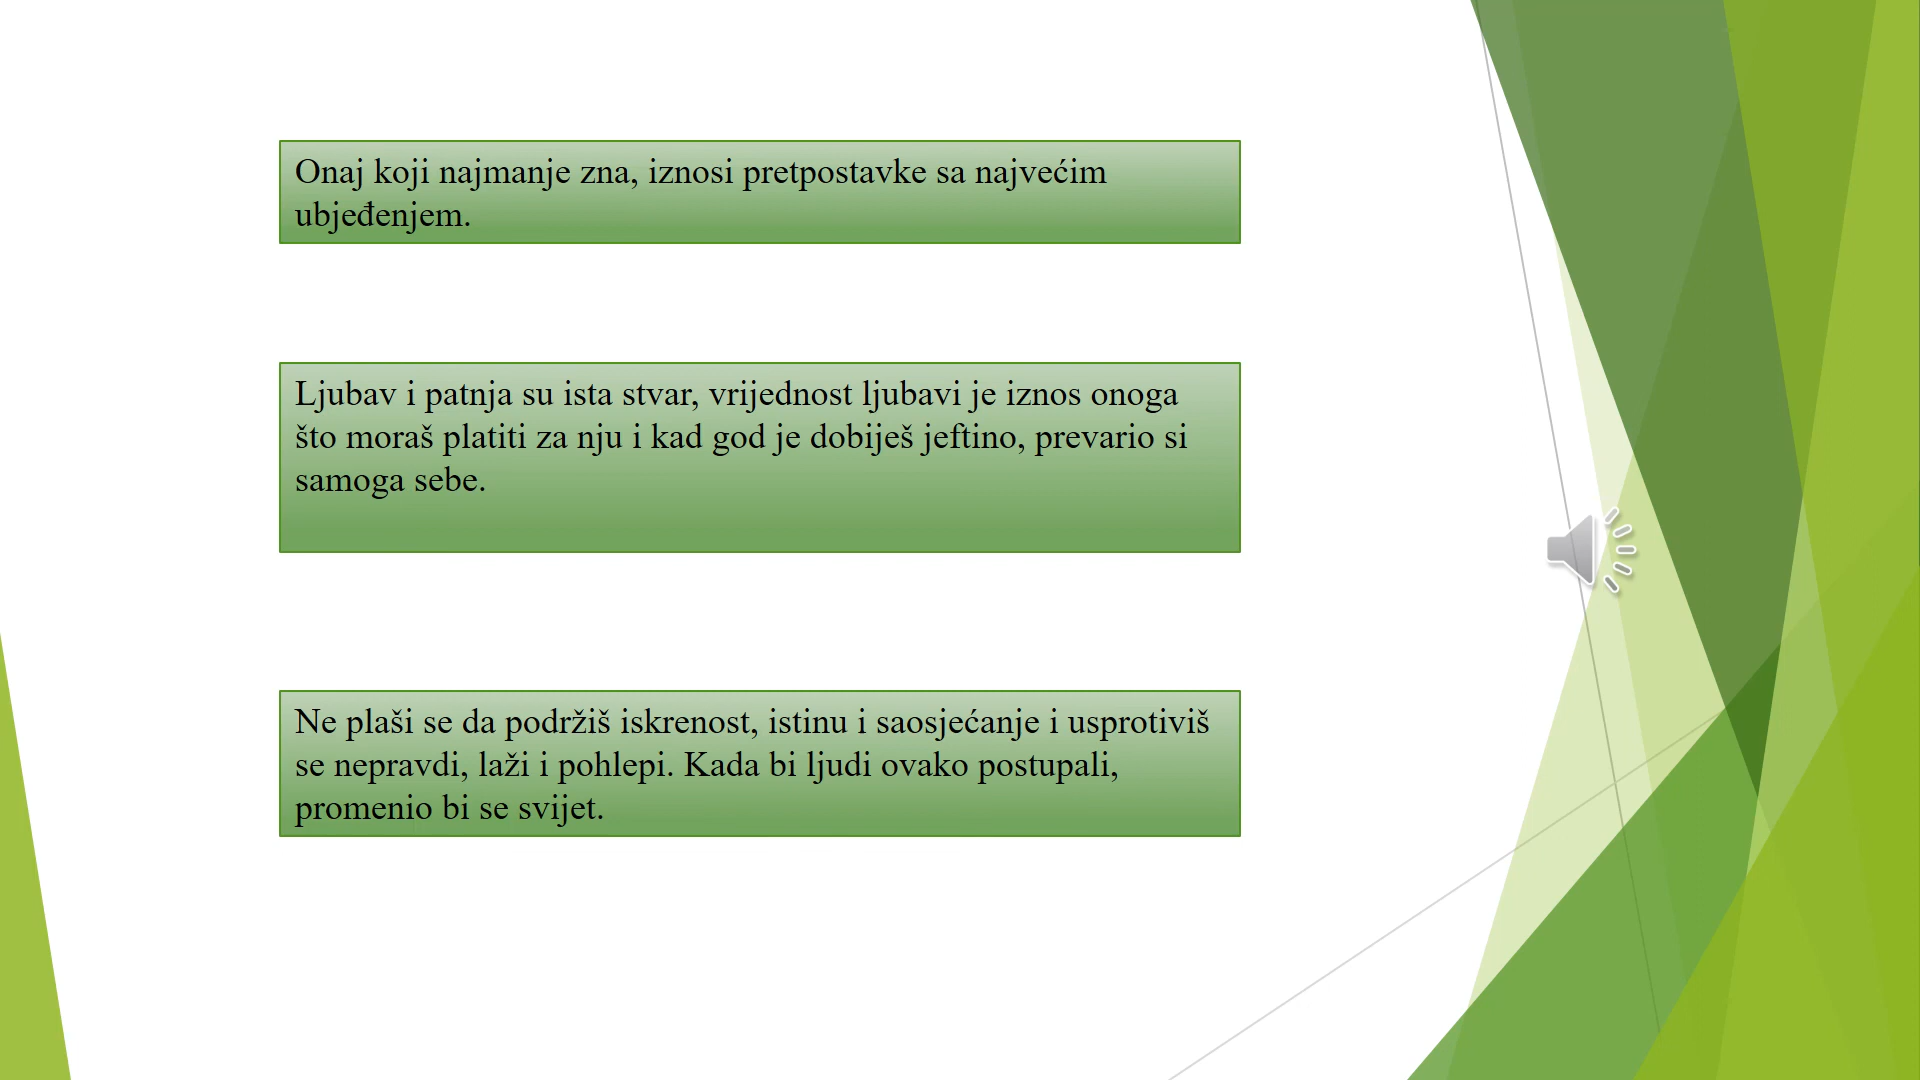 Onaj koji najmanje zna, iznosi pretpostavke sa najvećim
ubjeđenjem.
Ljubav i patnja su ista stvar, vrijednost ljubavi je iznos onoga
što moraš platiti za nju i kad god je dobiješ jeftino, prevario si
samoga sebe.
Ne plaši se da podržiš iskrenost, istinu i saosjećanje i usprotiviš
se nepravdi, laži i pohlepi. Kada bi ljudi ovako postupali,
promenio bi se svijet.